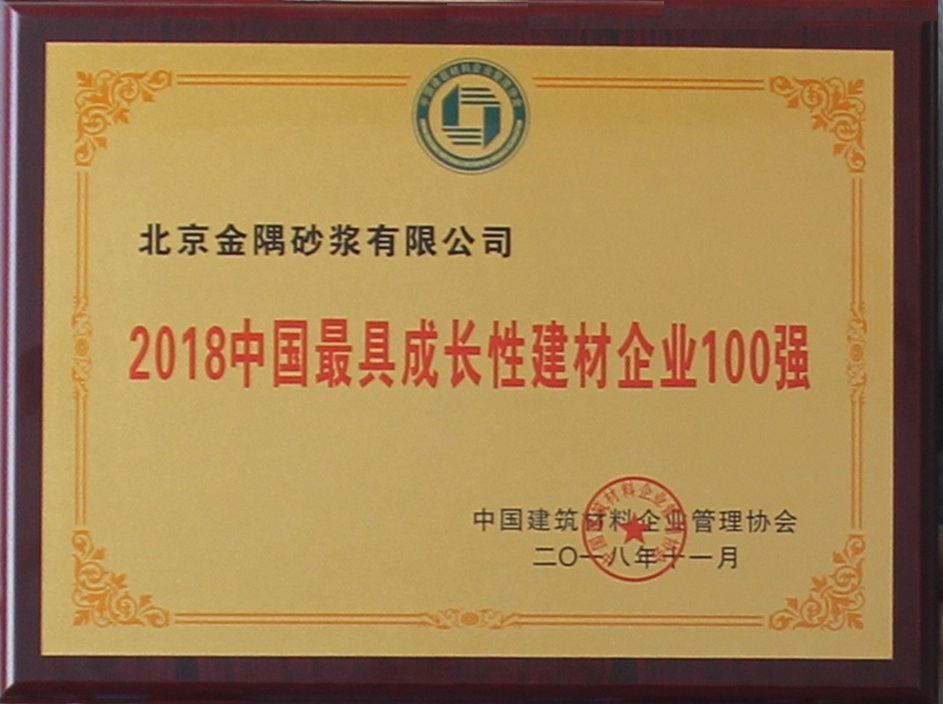 北京金隅砂浆有限公司
2018中国最具成长性建材企业100强
中国建筑材料企业管理协会
二〇一八年十一月